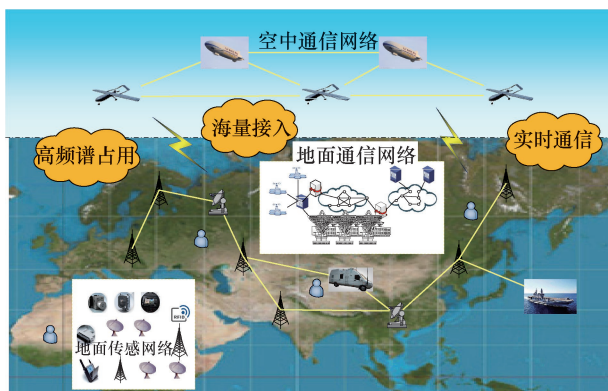 空中通信网络
海量接入
高频谱占用
实时通信
地面通信网络
RFID
地面传感网络